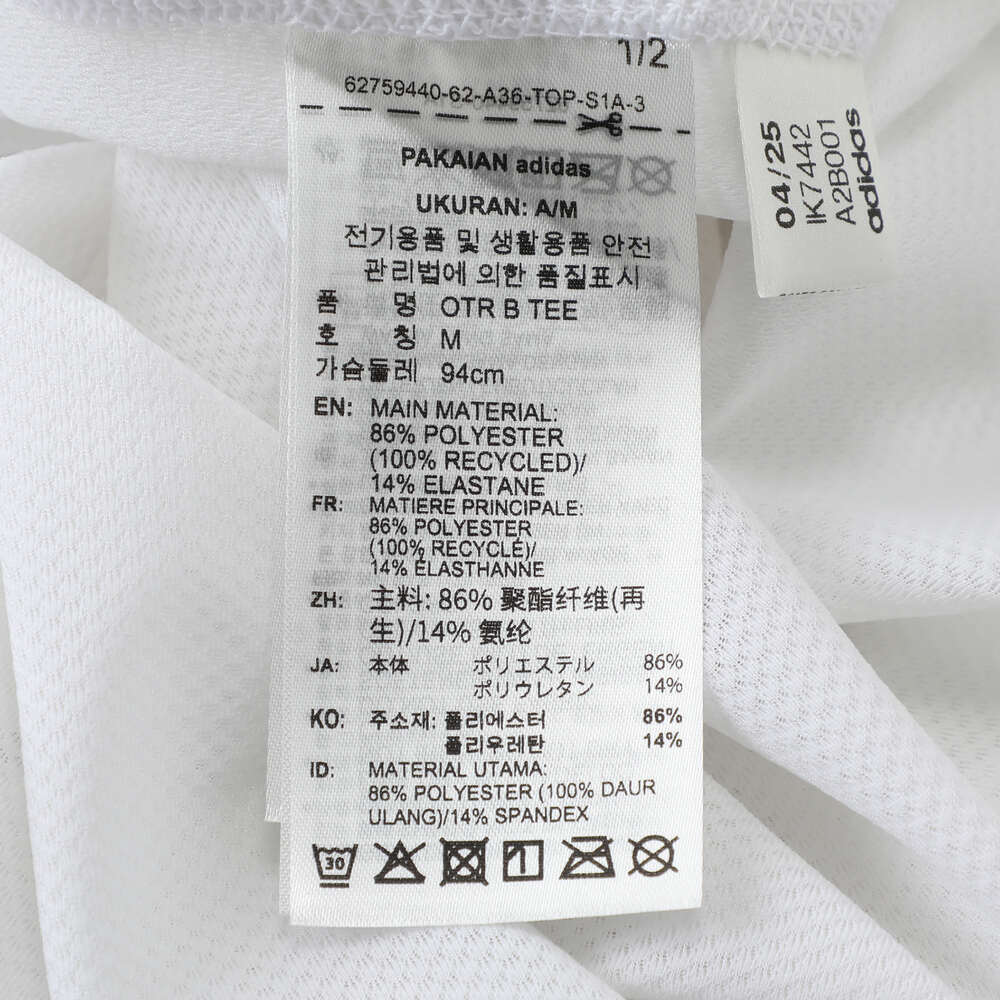 1/2
62759440-62-A36-TOP-S1A-3
PAKAIAN adidas
UKURAN: A/M
전기용품 및 생활용품 안전
관리법에 의한 품질표시
품 명 OTR B TEE
호 칭 M
가슴둘레 94cm
EN: MAIN MATERIAL:
86% POLYESTER
(100% RECYCLED)/
14% ELASTANE
FR: MATIERE PRINCIPALE:
86% POLYESTER
(100% RECYCLÉ)/
14% ÉLASTHANNE
ZH: 主料: 86% 聚酯纤维(再
生)/14% 氨纶
JA: 本体 ポリエステル 86%
ポリウレタン 14%
KO: 주소재: 폴리에스터 86%
폴리우레탄 14%
ID: MATERIAL UTAMA:
86% POLYESTER (100% DAUR
ULANG)/14% SPANDEX
30
04/25
IK7442
A2B001
adidas